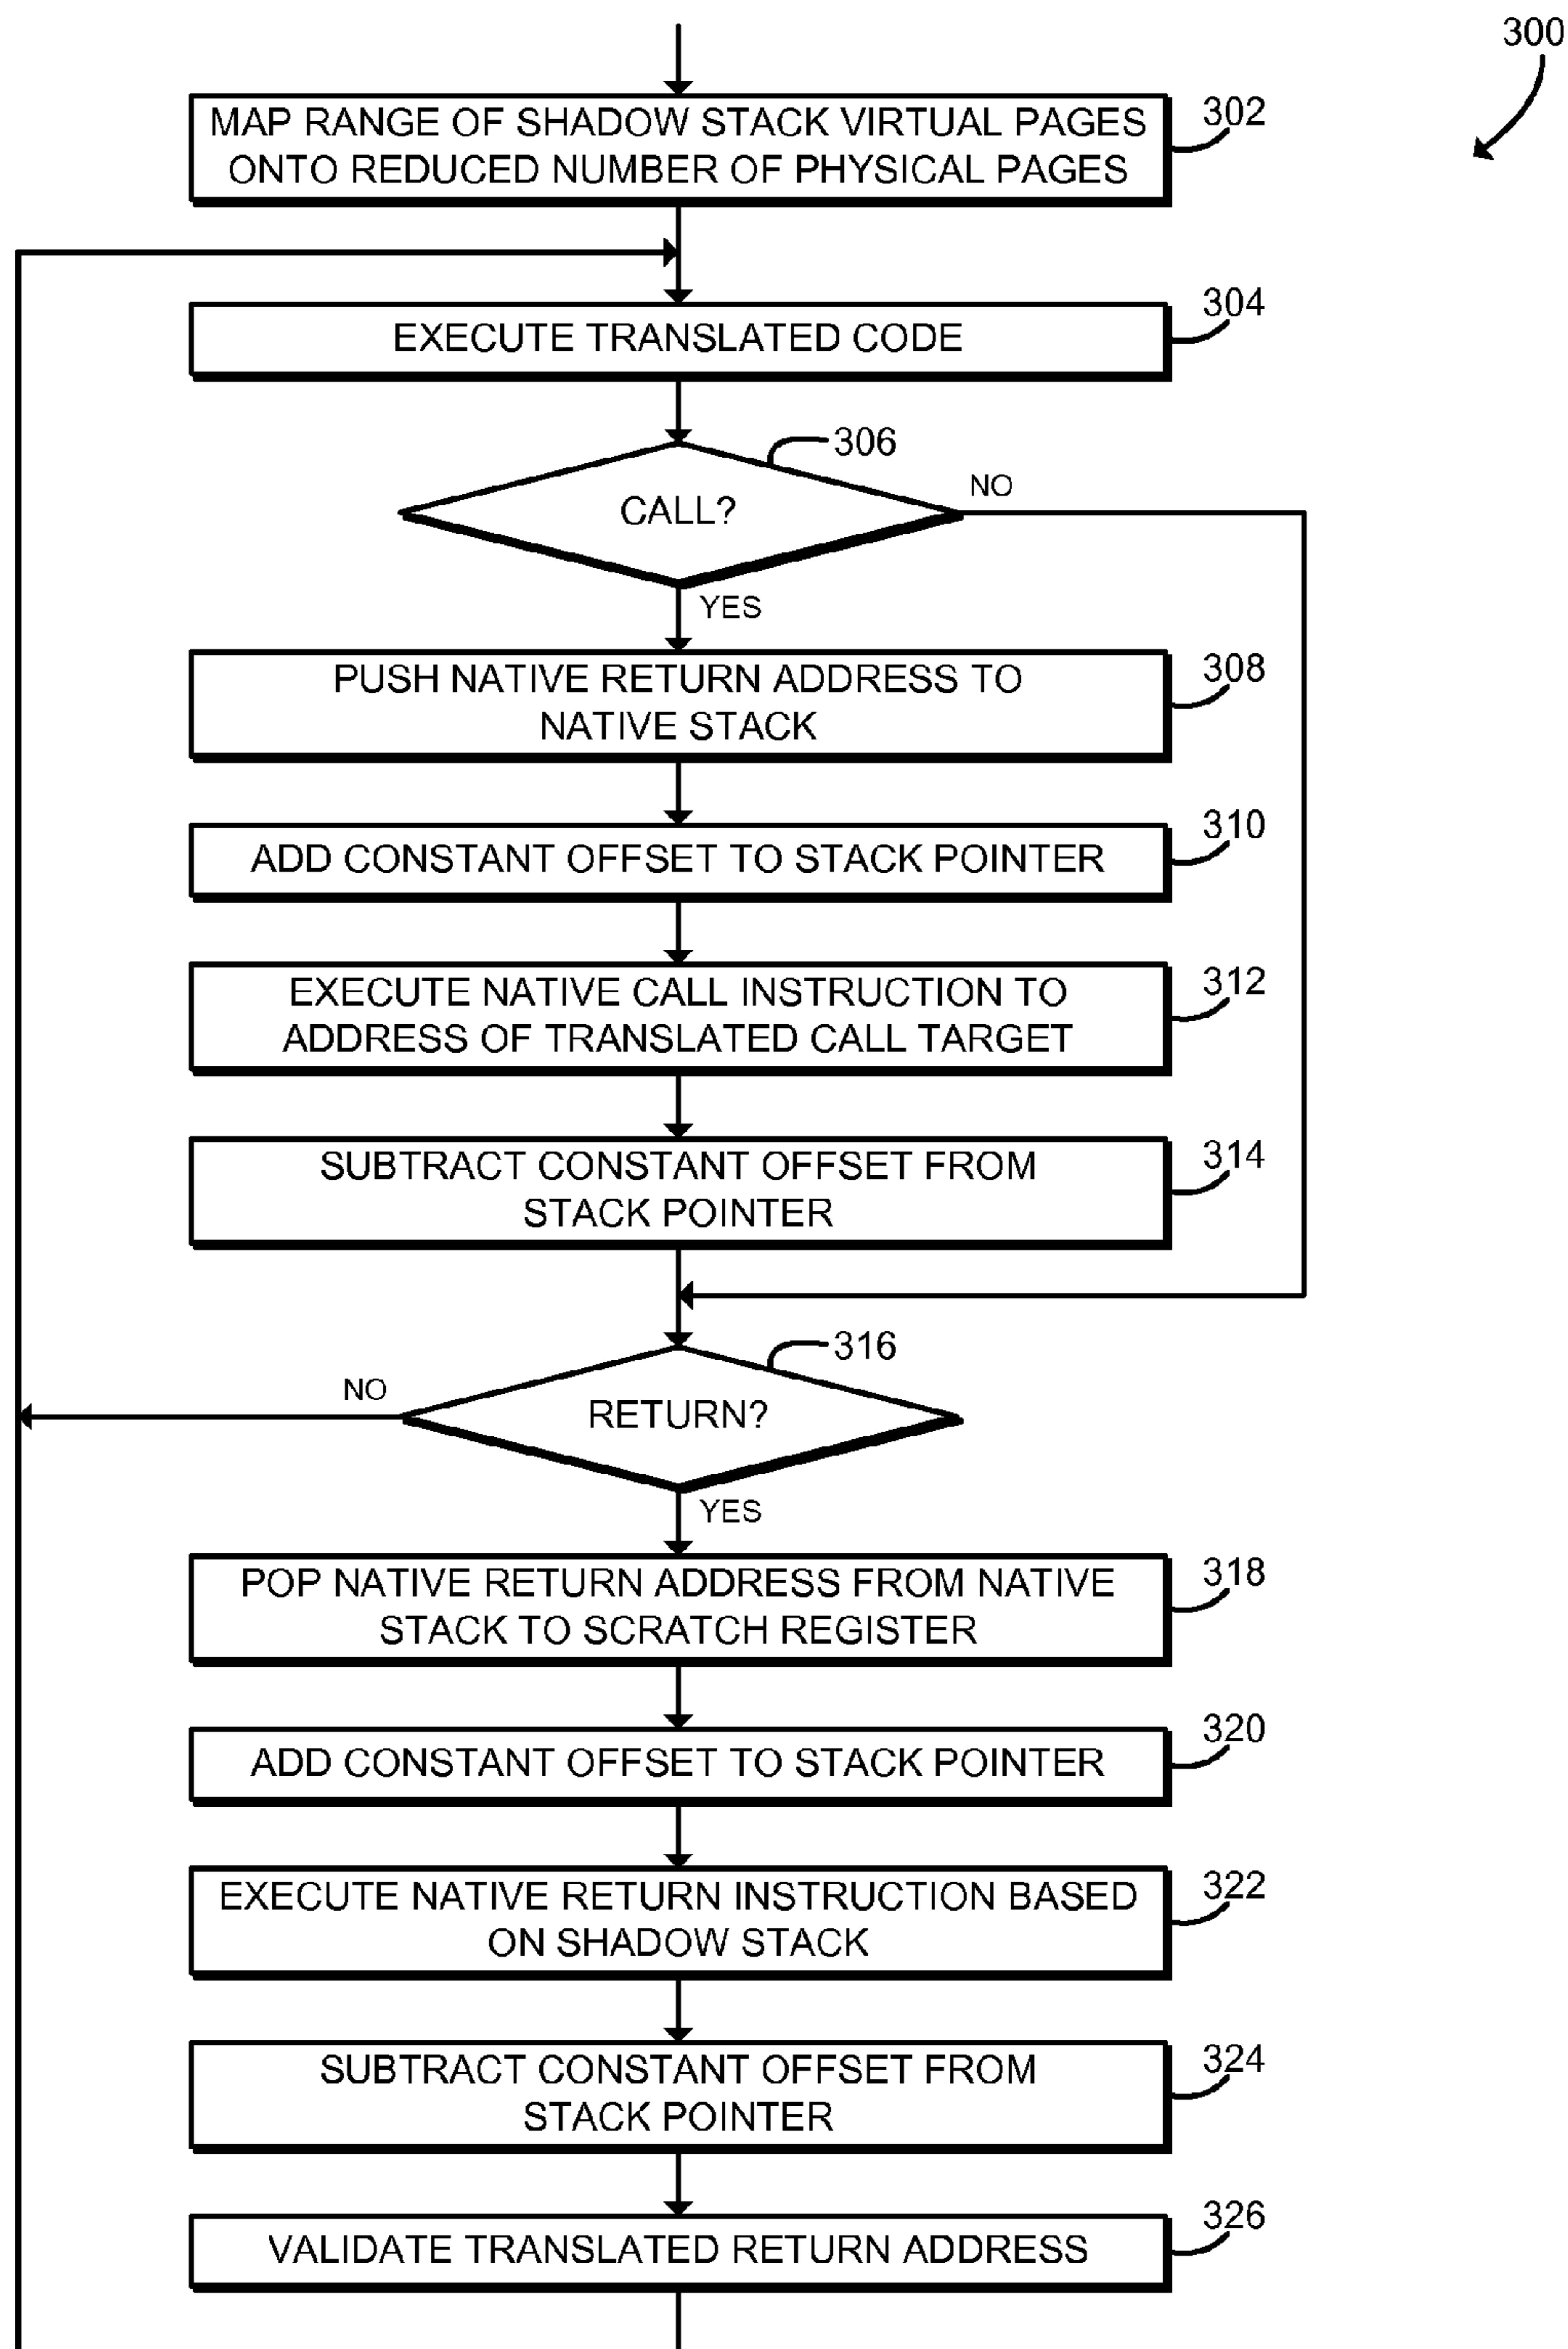 300
MAP RANGE OF SHADOW STACK VIRTUAL PAGES
ONTO REDUCED NUMBER OF PHYSICAL PAGES
302
EXECUTE TRANSLATED CODE
304
306
CALL?
NO
YES
PUSH NATIVE RETURN ADDRESS TO
NATIVE STACK
308
ADD CONSTANT OFFSET TO STACK POINTER
310
EXECUTE NATIVE CALL INSTRUCTION TO
ADDRESS OF TRANSLATED CALL TARGET
312
SUBTRACT CONSTANT OFFSET FROM
STACK POINTER
314
316
RETURN?
NO
YES
POP NATIVE RETURN ADDRESS FROM NATIVE
STACK TO SCRATCH REGISTER
318
ADD CONSTANT OFFSET TO STACK POINTER
320
EXECUTE NATIVE RETURN INSTRUCTION BASED
ON SHADOW STACK
322
SUBTRACT CONSTANT OFFSET FROM
STACK POINTER
324
VALIDATE TRANSLATED RETURN ADDRESS
326